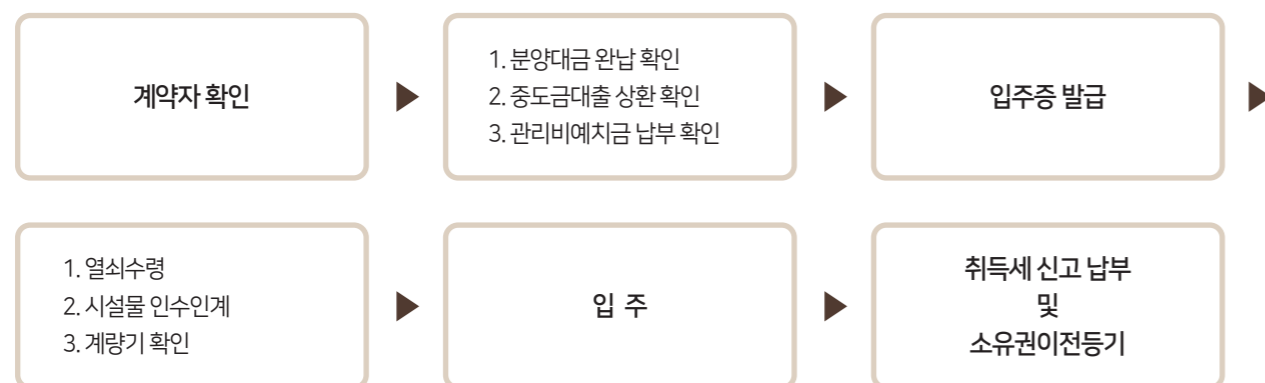 계약자 확인
1. 분양대금 완납 확인
2. 중도금대출 상환 확인
3. 관리비예치금 납부 확인
입주증 발급
1. 열쇠수령
2. 시설물 인수인계
3. 계량기 확인
입 주
취득세 신고 납부
및
소유권이전등기